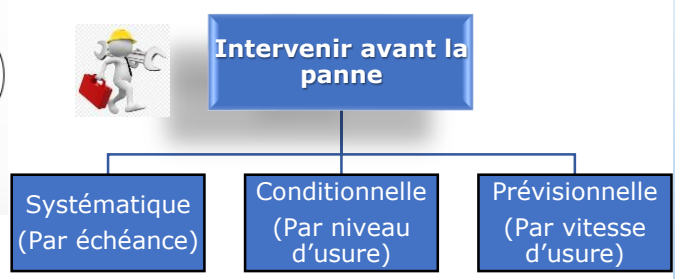 Intervenir avant la
panne
Systématique
(Par échéance)
Conditionnelle
(Par niveau
d'usure)
Prévisionnelle
(Par vitesse
d'usure)